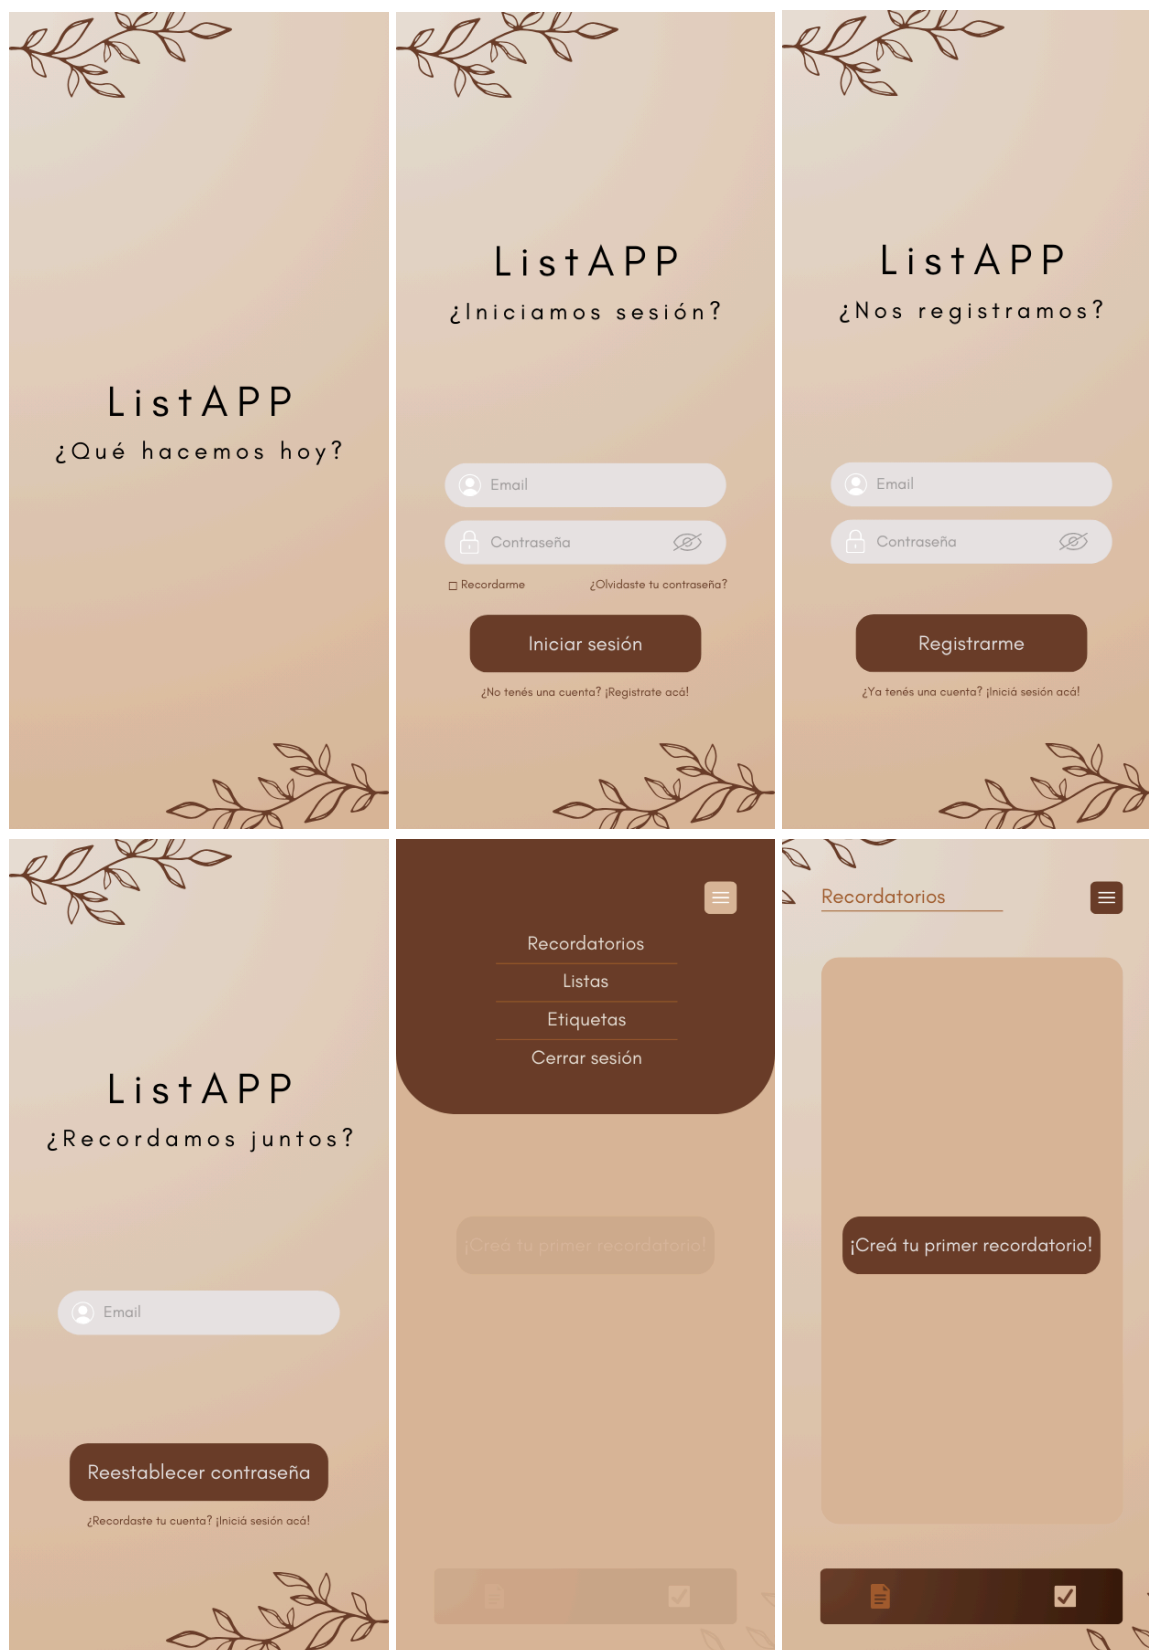 ListAPP
¿Qué hacemos hoy?
ListAPP
¿Iniciamos sesión?
Email
Contraseña
Recordarme
¿Olvidaste tu contraseña?
Iniciar sesión
¿No tenés una cuenta? ¡Registrate acá!
ListAPP
¿Nos registramos?
Email
Contraseña
Registrarme
¿Ya tenés una cuenta? ¡Iniciá sesión acá!
ListAPP
¿Recordamos juntos?
Email
Reestablecer contraseña
¿Recordaste tu cuenta? ¡Iniciá sesión acá!
Recordatorios
Listas
Etiquetas
Cerrar sesión
¡Creá tu primer recordatorio!
Recordatorios
¡Creá tu primer recordatorio!